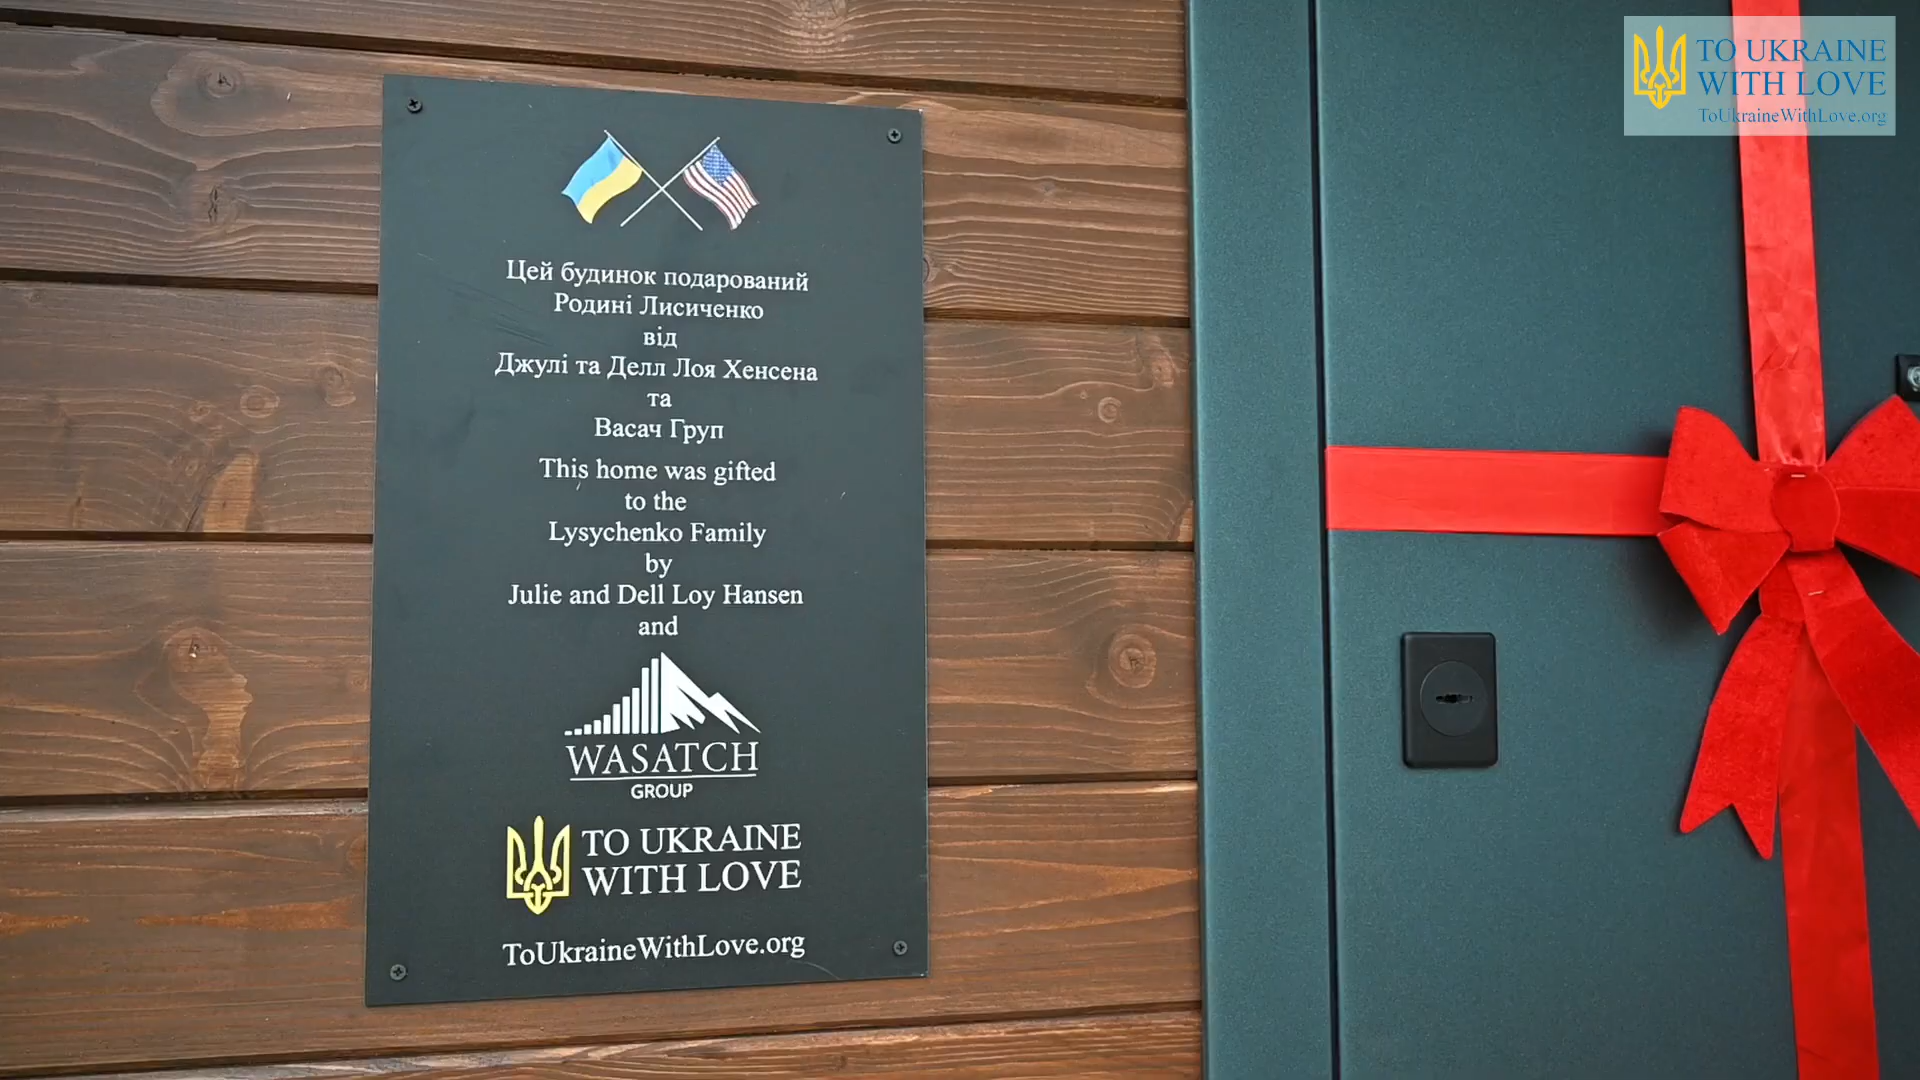 TO UKRAINE
WITH LOVE
ToUkraineWithLove.org
Цей будинок подарований
Родині Лисиченко
від
Джулі та Делл Лоя Хенсена
та
Васач Груп
This home was gifted
to the
Lysychenko Family
by
Julie and Dell Loy Hansen
and
WASATCH
GROUP
TO UKRAINE
WITH LOVE
ToUkraineWithLove.org